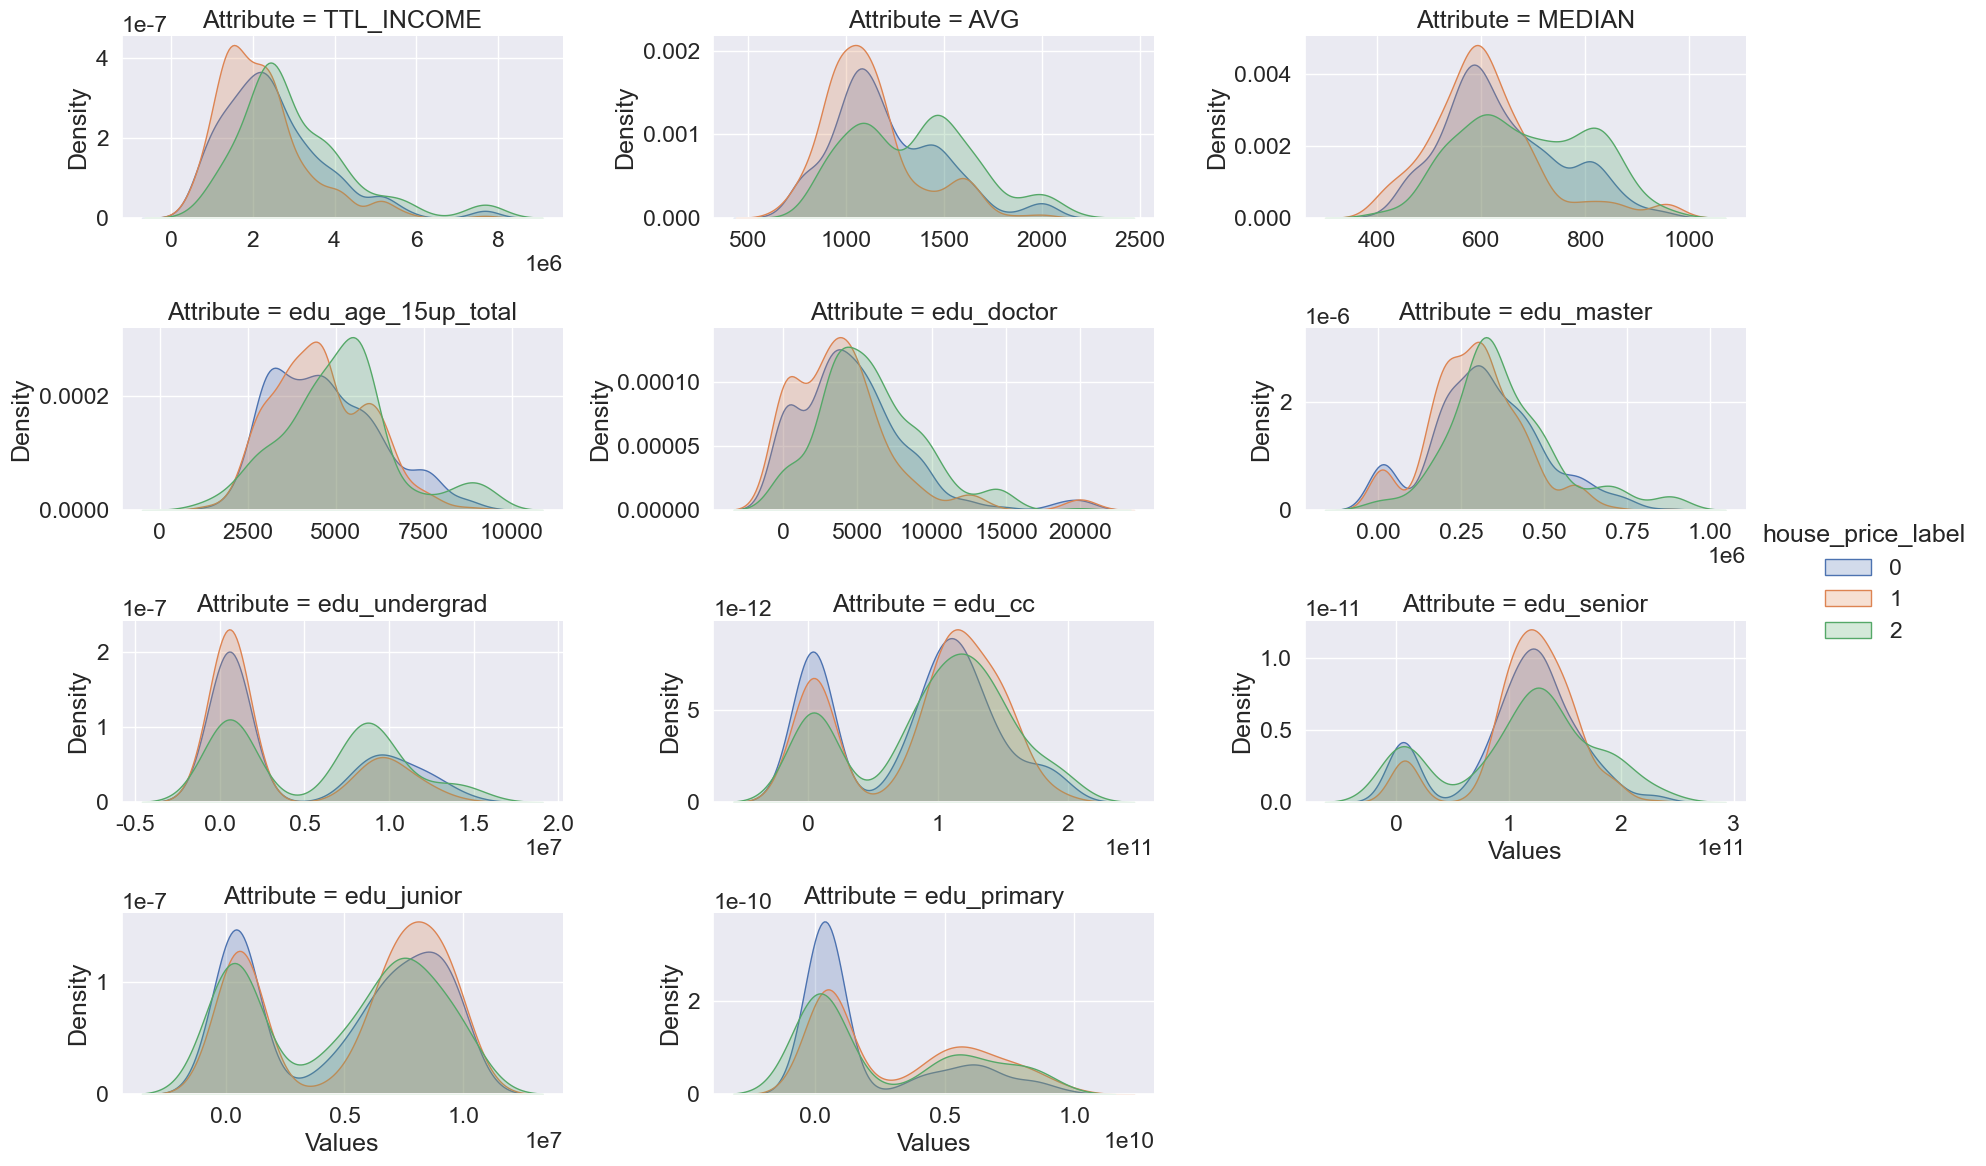 Attribute = TTL_INCOME
1e-7
Density
4
2
0
0 2 4 6 8
1e6
Attribute = AVG
Density
0.002
0.001
0.000
500 1000 1500 2000 2500
Attribute = MEDIAN
Density
0.004
0.002
0.000
400 600 800 1000
Attribute = edu_age_15up_total
Density
0.0002
0.0000
0 2500 5000 7500 10000
Attribute = edu_doctor
Density
0.00010
0.00005
0.00000
0 5000 10000 15000 20000
Attribute = edu_master
1e-6
Density
2
0
0.00 0.25 0.50 0.75 1.00
1e6
house_price_label
0
1
2
Attribute = edu_undergrad
1e-7
Density
2
1
0
-0.5 0.0 0.5 1.0 1.5 2.0
1e7
Attribute = edu_cc
1e-12
Density
5
0
0 1 2
1e11
Attribute = edu_senior
1e-11
Density
1.0
0.5
0.0
0 1 2 3
Values
1e11
Attribute = edu_junior
1e-7
Density
1
0
0.0 0.5 1.0
Values
1e7
Attribute = edu_primary
1e-10
Density
2
0
0.0 0.5 1.0
Values
1e10